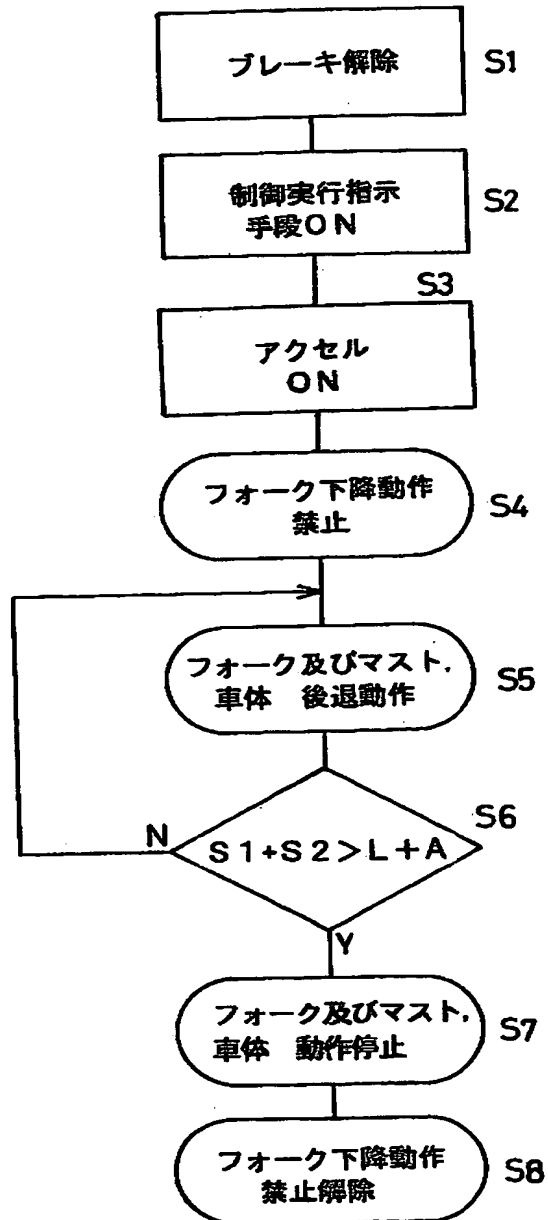 ブレーキ解除
S1
制御実行指示
手段ON
S2
S3
アクセル
ON
フォーク下降動作
禁止
S4
フォーク及びマスト.
車体 後退動作
S5
S6
N
S1+S2>L+A
Y
フォーク及びマスト.
車体 動作停止
S7
フォーク下降動作
禁止解除
S8